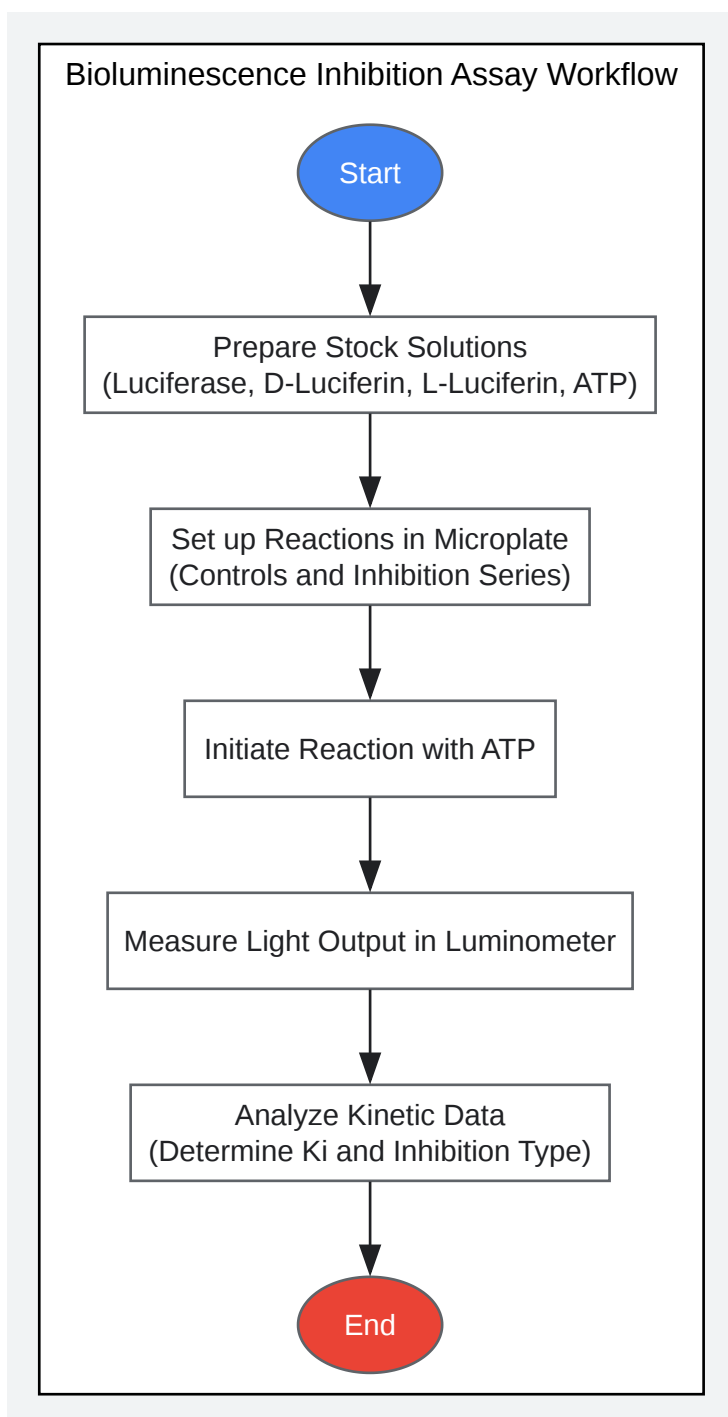 Bioluminescence Inhibition Assay Workflow
Start
Prepare Stock Solutions
(Luciferase, D-Luciferin, L-Luciferin, ATP)
Set up Reactions in Microplate
(Controls and Inhibition Series)
Initiate Reaction with ATP
Measure Light Output in Luminometer
Analyze Kinetic Data
(Determine Ki and Inhibition Type)
End